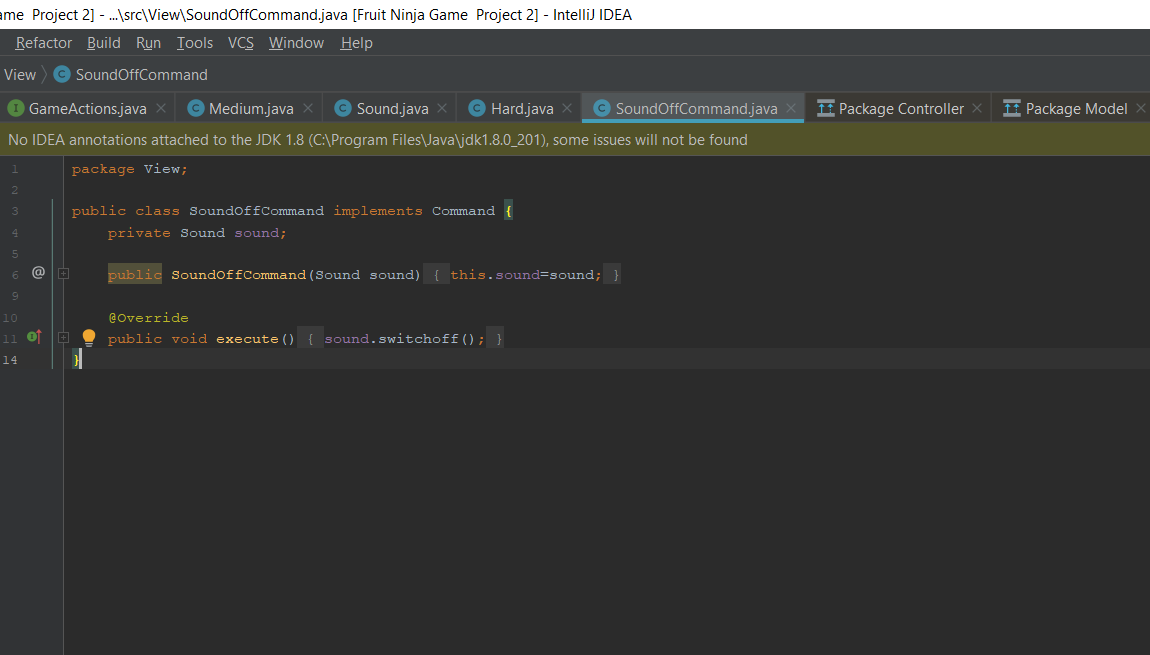 ame Project 2] - ...\src\View\SoundOffCommand.java [Fruit Ninja Game Project 2] - IntelliJ IDEA
Refactor Build Run Tools VCS Window Help
View SoundOffCommand
GameActions.java Medium.java Sound.java Hard.java SoundOffCommand.java Package Controller Package Model
No IDEA annotations attached to the JDK 1.8 (C:\Program Files\Java\jdk1.8.0_201), some issues will not be found
1 package View;
2
3 public class SoundOffCommand implements Command {
4 private Sound sound;
5
6 @ public SoundOffCommand(Sound sound) { this.sound=sound; }
9
10 @Override
11 public void execute() { sound.switchoff(); }
14 }